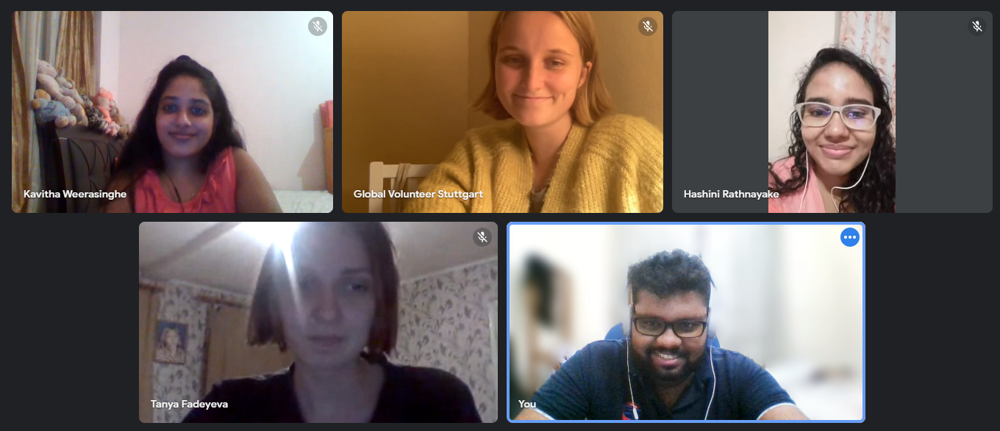 Kavitha Weerasinghe
Global Volunteer Stuttgart
Hashini Rathnayake
Tanya Fadeyeva
You